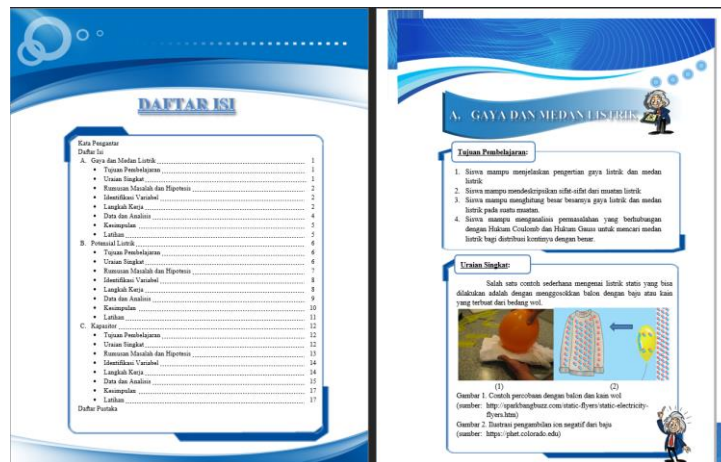 DAFTAR ISI
Kata Pengantar
Daftar Isi
A. Gaya dan Medan Listrik 1
• Tujuan Pembelajaran 1
• Uraian Singkat 1
• Rumusan Masalah dan Hipotesis 2
• Identifikasi Variabel 2
• Langkah Kerja 2
• Data dan Analisis 4
• Kesimpulan 5
• Latihan 5
B. Potensial Listrik 6
• Tujuan Pembelajaran 6
• Uraian Singkat 6
• Rumusan Masalah dan Hipotesis 7
• Identifikasi Variabel 8
• Langkah Kerja 8
• Data dan Analisis 9
• Kesimpulan 10
• Latihan 11
C. Kapasitor 12
• Tujuan Pembelajaran 12
• Uraian Singkat 12
• Rumusan Masalah dan Hipotesis 13
• Identifikasi Variabel 14
• Langkah Kerja 14
• Data dan Analisis 15
• Kesimpulan 17
• Latihan 17
Daftar Pustaka
A. GAYA DAN MEDAN LISTRIK
Tujuan Pembelajaran:
1. Siswa mampu menjelaskan pengertian gaya listrik dan medan
listrik
2. Siswa mampu mendeskripsikan sifat-sifat dari muatan listrik
3. Siswa mampu menghitung besar besarnya gaya listrik dan medan
listrik pada suatu muatan.
4. Siswa mampu menganalisis permasalahan yang berhubungan
dengan Hukum Coulomb dan Hukum Gauss untuk mencari medan
listrik bagi distribusi kontinyu dengan benar.
Uraian Singkat:
Salah satu contoh sederhana mengenai listrik statis yang bisa
dilakukan adalah dengan menggosokkan balon dengan baju atau kain
yang terbuat dari bedang wol.
(1) (2)
Gambar 1. Contoh percobaan dengan balon dan kain wol
(sumber: http://sparkbangbuzz.com/static-flyers/static-electricity-
flyers.htm)
Gambar 2. Ilustrasi pengambilan ion negatif dari baju
(sumber: https://phet.colorado.edu)